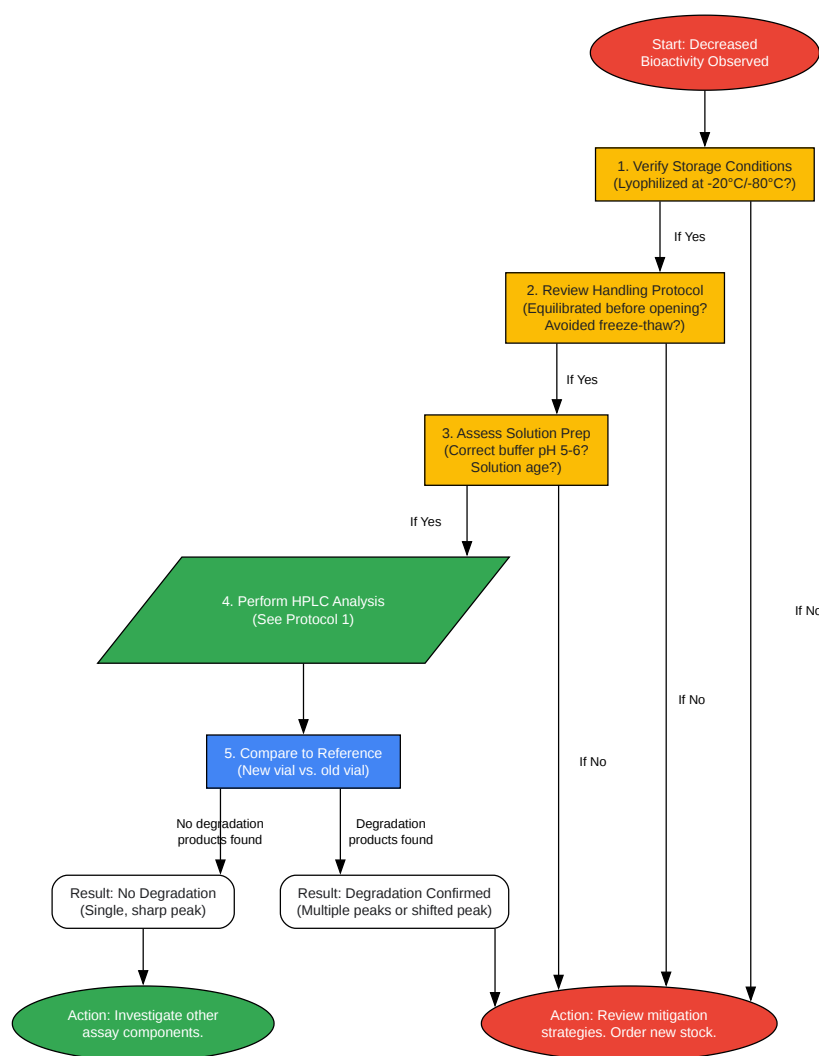 Start: Decreased
Bioactivity Observed
1. Verify Storage Conditions
(Lyophilized at -20°C/-80°C?)
If Yes
2. Review Handling Protocol
(Equilibrated before opening?
Avoided freeze-thaw?)
If Yes
3. Assess Solution Prep
(Correct buffer pH 5-6?
Solution age?)
If Yes
4. Perform HPLC Analysis
(See Protocol 1)
If No
If No
If No
5. Compare to Reference
(New vial vs. old vial)
No degradation
products found
Degradation
products found
Result: No Degradation
(Single, sharp peak)
Result: Degradation Confirmed
(Multiple peaks or shifted peak)
Action: Investigate other
assay components.
Action: Review mitigation
strategies. Order new stock.